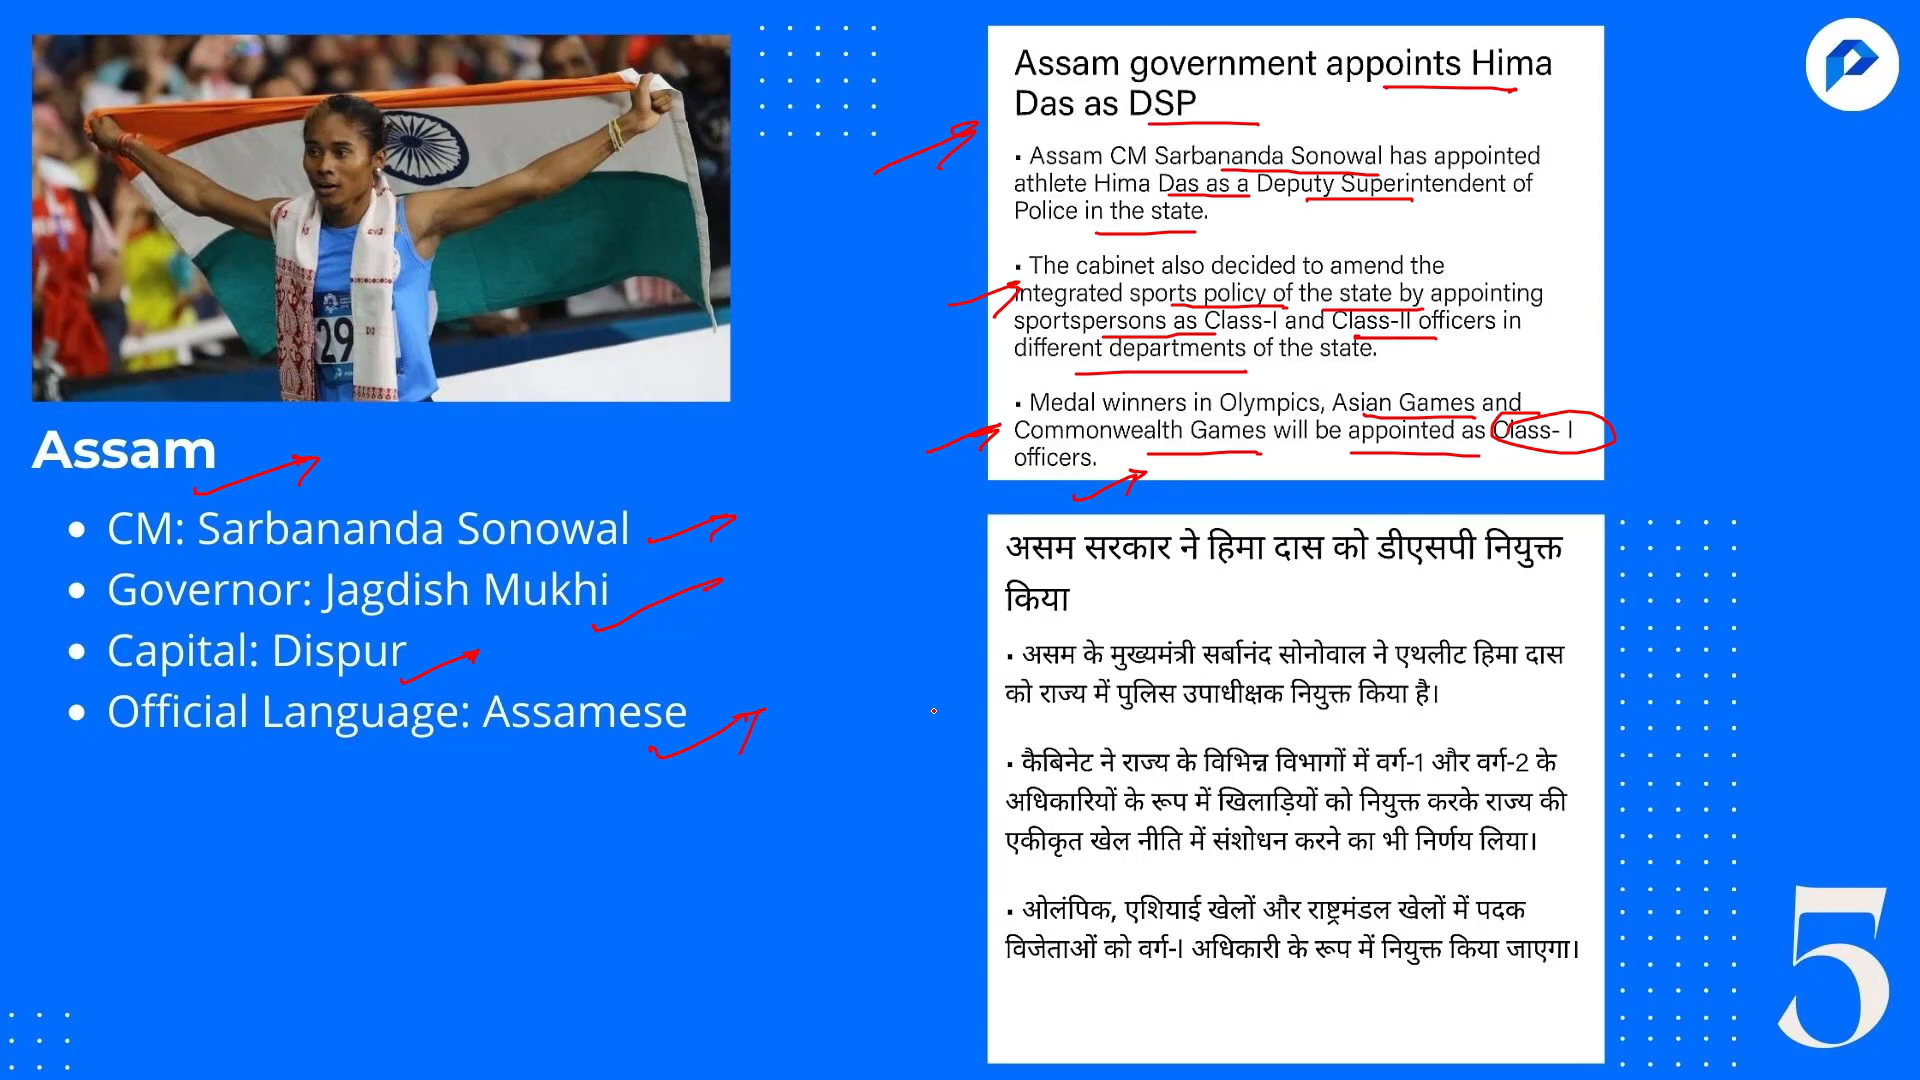 29
Assam
• CM: Sarbananda Sonowal
• Governor: Jagdish Mukhi
• Capital: Dispur
• Official Language: Assamese
Assam government appoints Hima
Das as DSP
▪ Assam CM Sarbananda Sonowal has appointed
athlete Hima Das as a Deputy Superintendent of
Police in the state.
▪ The cabinet also decided to amend the
integrated sports policy of the state by appointing
sportspersons as Class-I and Class-II officers in
different departments of the state.
▪ Medal winners in Olympics, Asian Games and
Commonwealth Games will be appointed as Class- I
officers.
असम सरकार ने हिमा दास को डीएसपी नियुक्त
किया
▪ असम के मुख्यमंत्री सर्बानंद सोनोवाल ने एथलीट हिमा दास
को राज्य में पुलिस उपाधीक्षक नियुक्त किया है।
▪ कैबिनेट ने राज्य के विभिन्न विभागों में वर्ग-1 और वर्ग-2 के
अधिकारियों के रूप में खिलाड़ियों को नियुक्त करके राज्य की
एकीकृत खेल नीति में संशोधन करने का भी निर्णय लिया।
▪ ओलंपिक, एशियाई खेलों और राष्ट्रमंडल खेलों में पदक
विजेताओं को वर्ग-I अधिकारी के रूप में नियुक्त किया जाएगा।
5